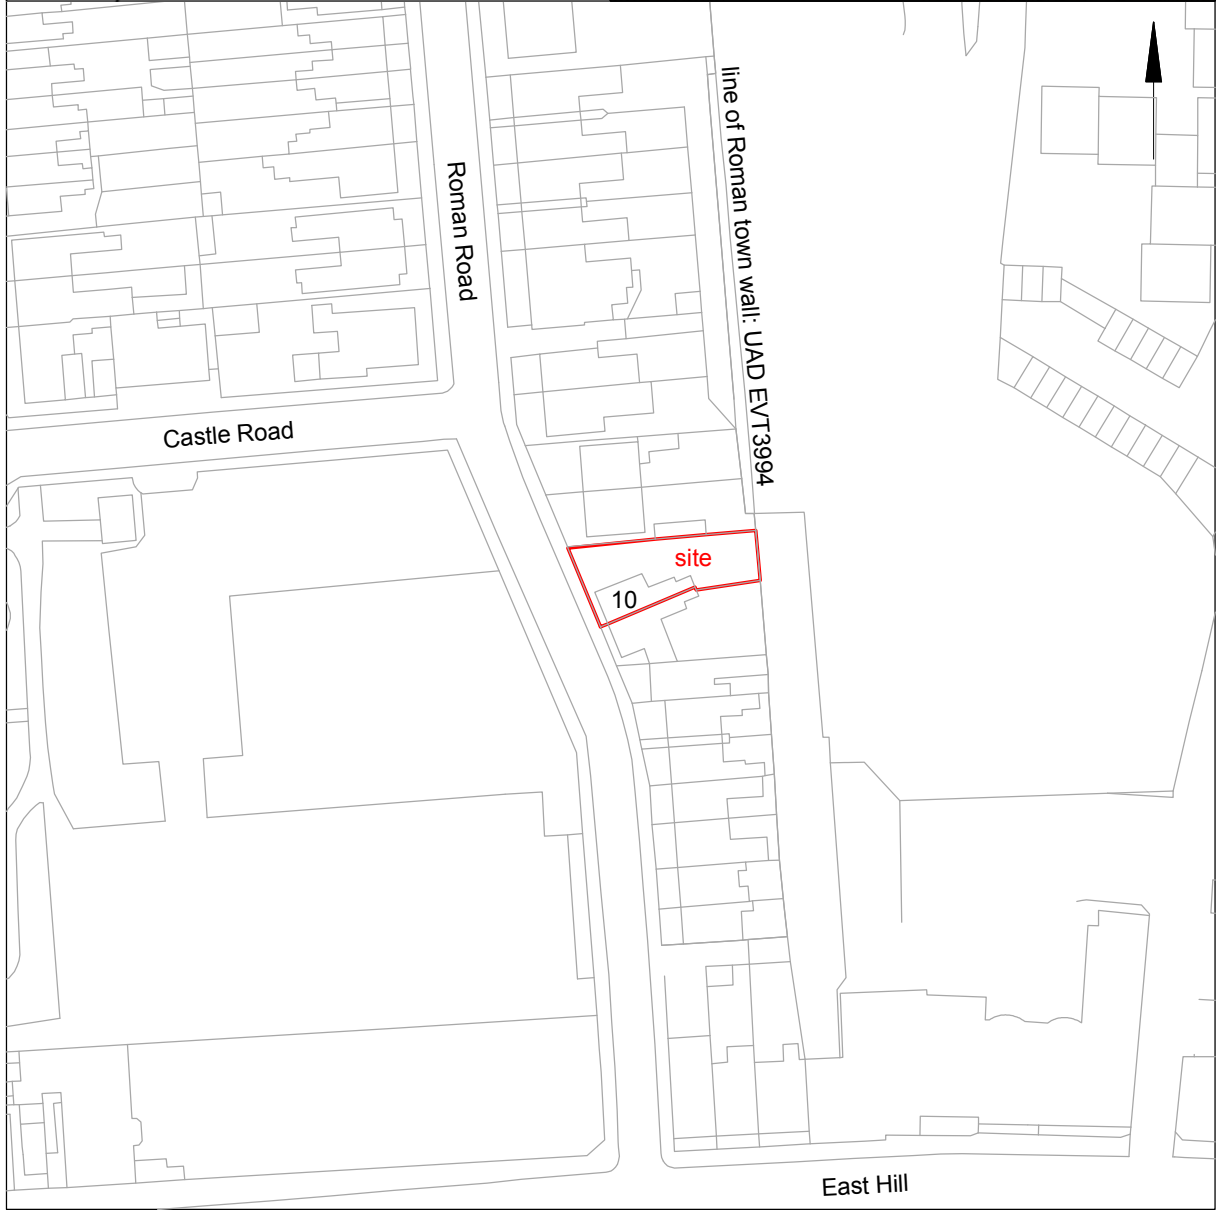 line of Roman town wall: UAD EVT3994
Roman Road
Castle Road
site
10
East Hill